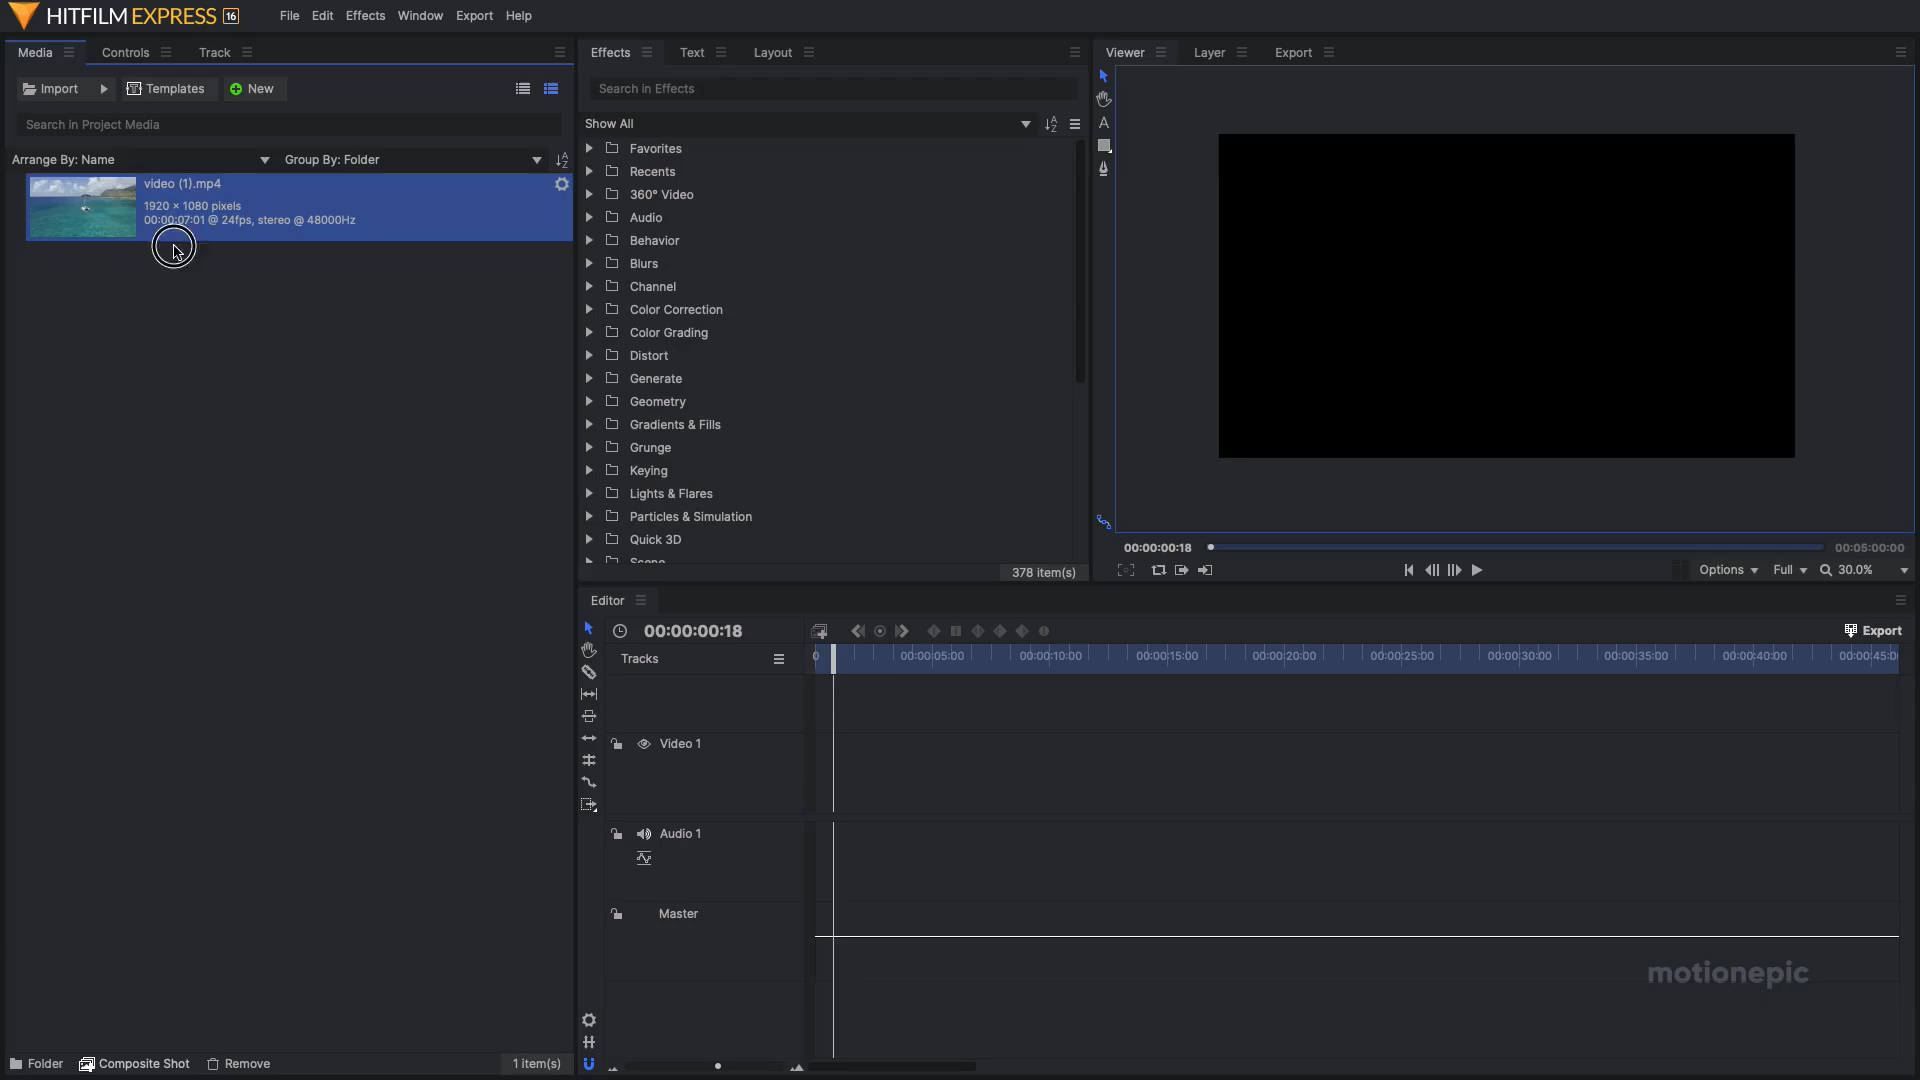 HITFILM EXPRESS 16
File Edit Effects Window Export Help
Media Controls Track
Effects Text Layout
Viewer Layer Export
Import Templates New
Search in Effects
Search in Project Media
Show All
Arrange By: Name Group By: Folder
video (1).mp4
1920 × 1080 pixels
00:00:07:01 @ 24fps, stereo @ 48000Hz
Favorites
Recents
360° Video
Audio
Behavior
Blurs
Channel
Color Correction
Color Grading
Distort
Generate
Geometry
Gradients & Fills
Grunge
Keying
Lights & Flares
Particles & Simulation
Quick 3D
Scene
378 item(s)
00:00:00:18 00:05:00:00
Options Full 30.0%
Editor
00:00:00:18 Export
Tracks
0 00:00:05:00 00:00:10:00 00:00:15:00 00:00:20:00 00:00:25:00 00:00:30:00 00:00:35:00 00:00:40:00 00:00:45:0
Video 1
Audio 1
Master
motionepic
Folder Composite Shot Remove 1 item(s)